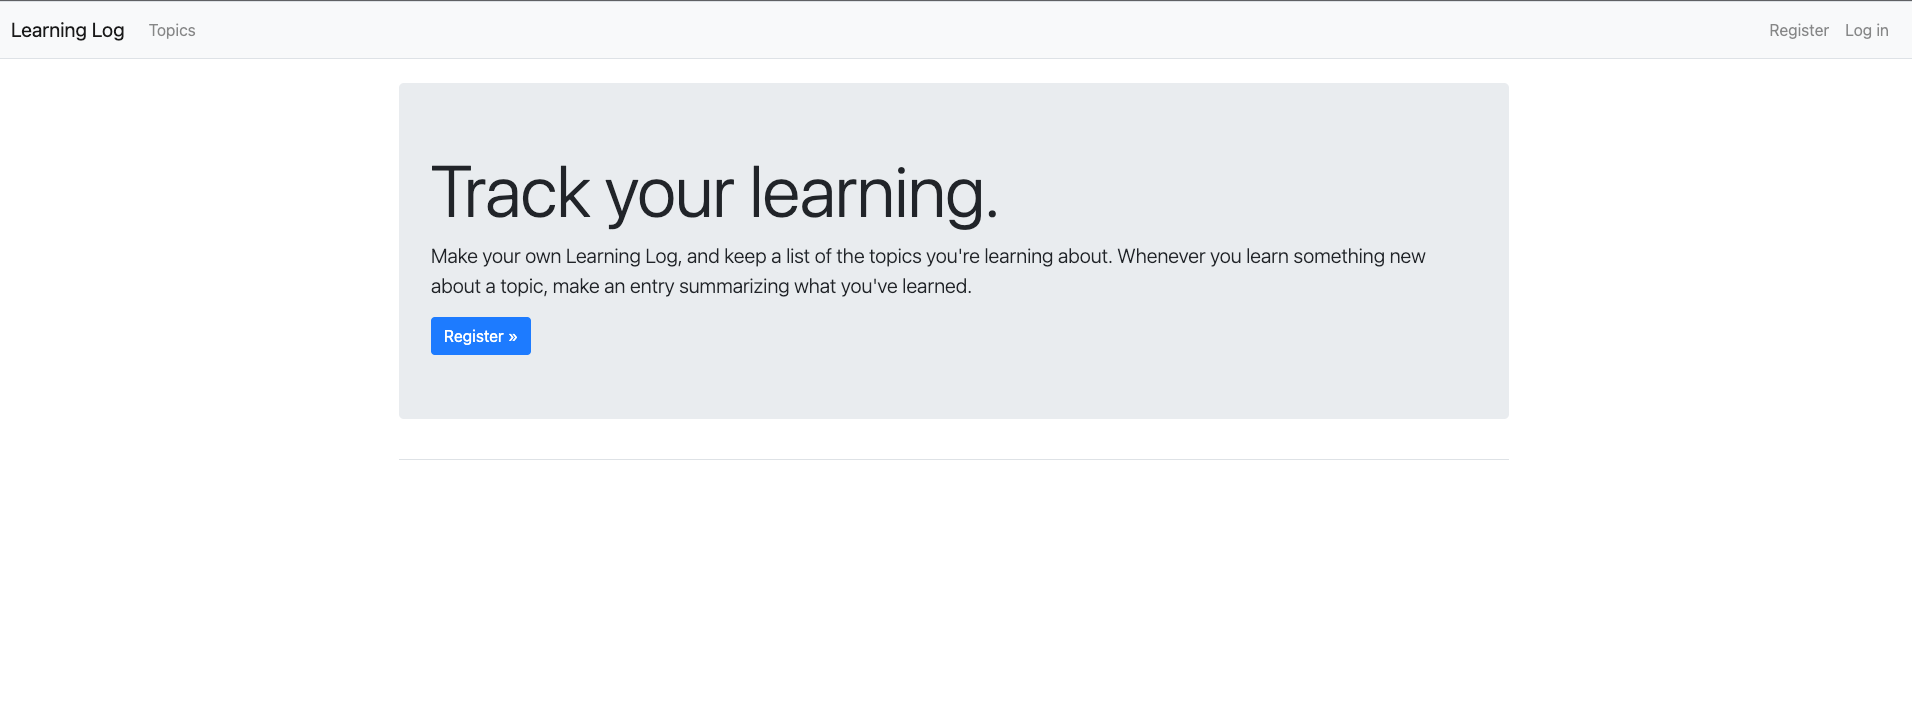 Learning Log
Topics
Register
Log in
Track your learning.
Make your own Learning Log, and keep a list of the topics you're learning about. Whenever you learn something new
about a topic, make an entry summarizing what you've learned.
Register »